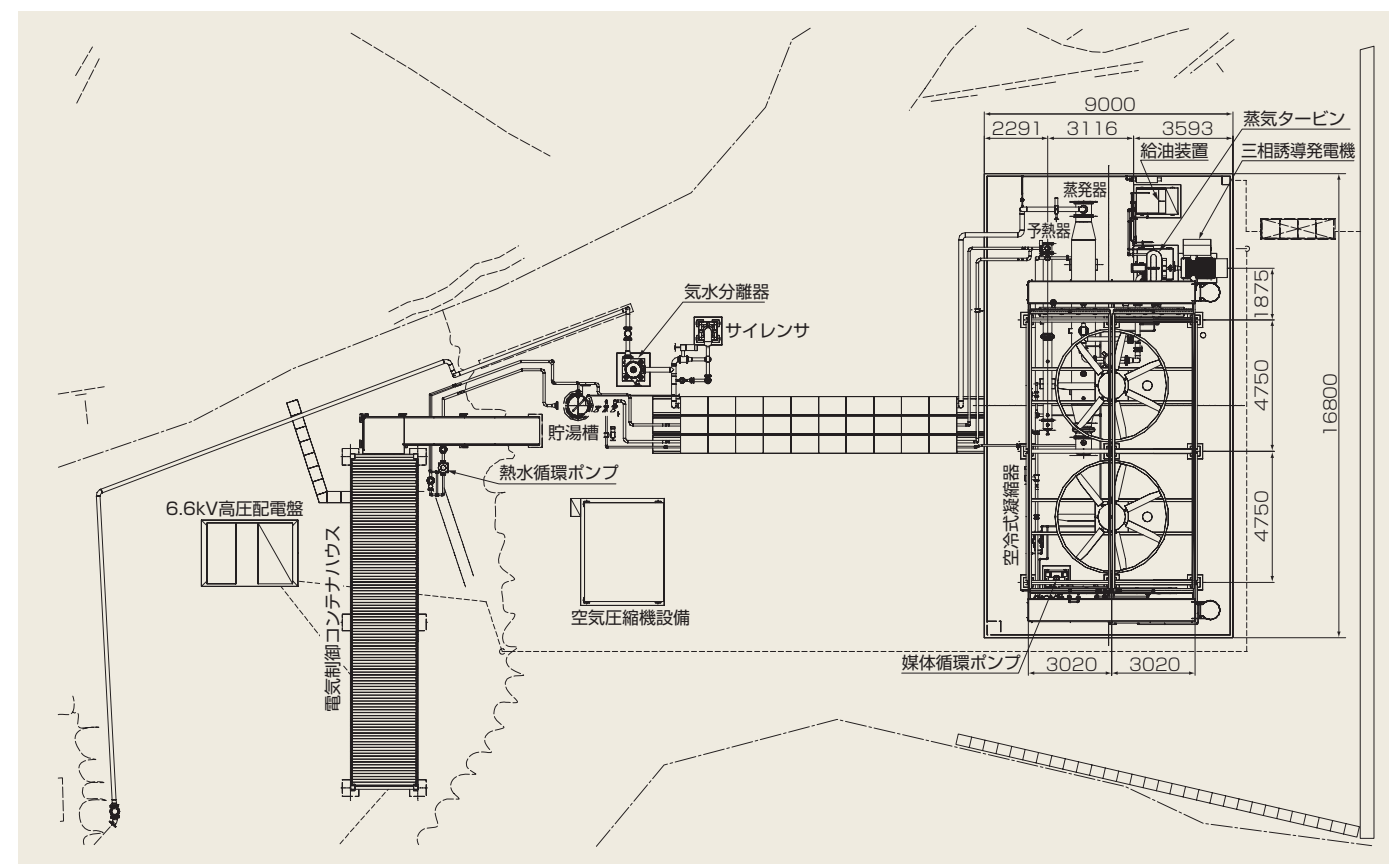 9000
2291
3116
3593
蒸気タービン
給油装置
三相誘導発電機
蒸発器
予熱器
1875
気水分離器
サイレンサ
4750
16800
貯湯槽
熱水循環ポンプ
6.6kV高圧配電盤
電気制御コンテナハウス
空冷式凝縮器
4750
空気圧縮機設備
媒体循環ポンプ
3020
3020